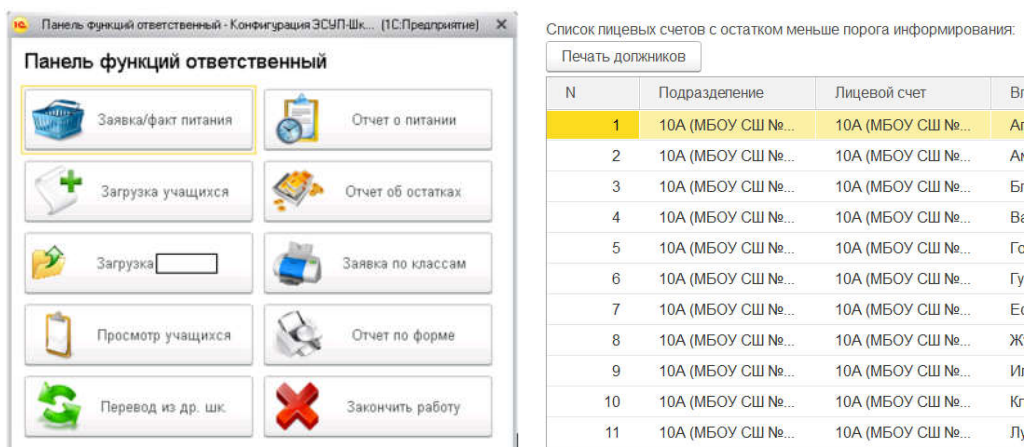 Панель функций ответственный - Конфигурация ЭСУП-Шк... (1С:Предприятие)
Панель функций ответственный
Заявка/факт питания
Отчет о питании
Загрузка учащихся
Отчет об остатках
Загрузка
Заявка по классам
Просмотр учащихся
Отчет по форме
Перевод из др. шк.
Закончить работу
Список лицевых счетов с остатком меньше порога информирования:
Печать должников
N Подразделение Лицевой счет
1 10А (МБОУ СШ №... 10А (МБОУ СШ №...
2 10А (МБОУ СШ №... 10А (МБОУ СШ №...
3 10А (МБОУ СШ №... 10А (МБОУ СШ №...
4 10А (МБОУ СШ №... 10А (МБОУ СШ №... Ва
5 10А (МБОУ СШ №... 10А (МБОУ СШ №... Го
6 10А (МБОУ СШ №... 10А (МБОУ СШ №... Гу
7 10А (МБОУ СШ №... 10А (МБОУ СШ №... Ес
8 10А (МБОУ СШ №... 10А (МБОУ СШ №...
9 10А (МБОУ СШ №... 10А (МБОУ СШ №...
10 10А (МБОУ СШ №... 10А (МБОУ СШ №...
11 10А (МБОУ СШ №... 10А (МБОУ СШ №... Лу